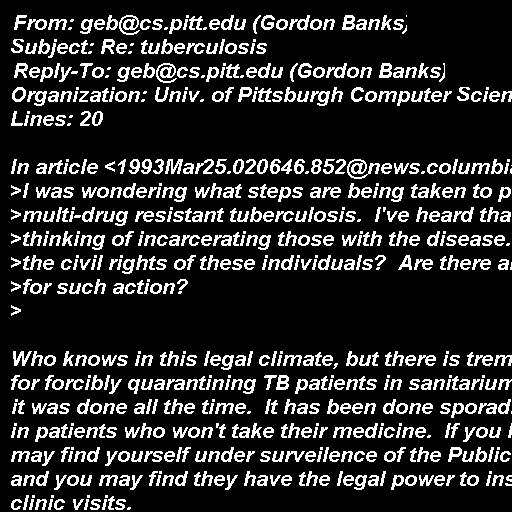 From: geb@cs.pitt.edu (Gordon Banks)
Subject: Re: tuberculosis
Reply-To: geb@cs.pitt.edu (Gordon Banks)
Organization: Univ. of Pittsburgh Computer Scien
Lines: 20

In article <1993Mar25.020646.852@news.columbia
>I was wondering what steps are being taken to p
>multi-drug resistant tuberculosis.  I've heard tha
>thinking of incarcerating those with the disease.
>the civil rights of these individuals?  Are there a
>for such action?
>

Who knows in this legal climate, but there is trem
for forcibly quarantining TB patients in sanitarium
it was done all the time.  It has been done sporad
in patients who won't take their medicine.  If you
may find yourself under surveilence of the Public
and you may find they have the legal power to ins
clinic visits.